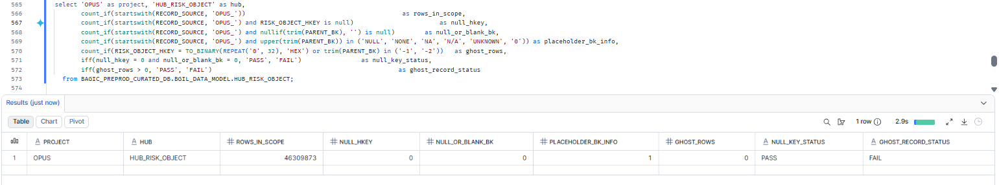 565 select 'OPUS' as project, 'HUB_RISK_OBJECT' as hub,
566 count_if(startswith(RECORD_SOURCE, 'OPUS_')) as rows_in_scope,
567 count_if(startswith(RECORD_SOURCE, 'OPUS_') and RISK_OBJECT_HKEY is null) as null_hkey,
568 count_if(startswith(RECORD_SOURCE, 'OPUS_') and nullif(trim(PARENT_BK), '') is null) as null_or_blank_bk,
569 count_if(startswith(RECORD_SOURCE, 'OPUS_') and upper(trim(PARENT_BK)) in ('NULL', 'NONE', 'NA', 'N/A', 'UNKNOWN', '0')) as placeholder_bk_info,
570 count_if(RISK_OBJECT_HKEY = TO_BINARY(REPEAT('0', 32), 'HEX') or trim(PARENT_BK) in ('-1', '-2')) as ghost_rows,
571 iff(null_hkey = 0 and null_or_blank_bk = 0, 'PASS', 'FAIL') as null_key_status,
572 iff(ghost_rows > 0, 'PASS', 'FAIL') as ghost_record_status
573 from BAGIC_PREPROD_CURATED_DB.BGIL_DATA_MODEL.HUB_RISK_OBJECT;
574
Results (just now)
Table Chart Pivot 1 row 2.9s
A PROJECT A HUB # ROWS_IN_SCOPE # NULL_HKEY # NULL_OR_BLANK_BK # PLACEHOLDER_BK_INFO # GHOST_ROWS A NULL_KEY_STATUS A GHOST_RECORD_STATUS
1 OPUS HUB_RISK_OBJECT 46309873 0 0 1 0 PASS FAIL